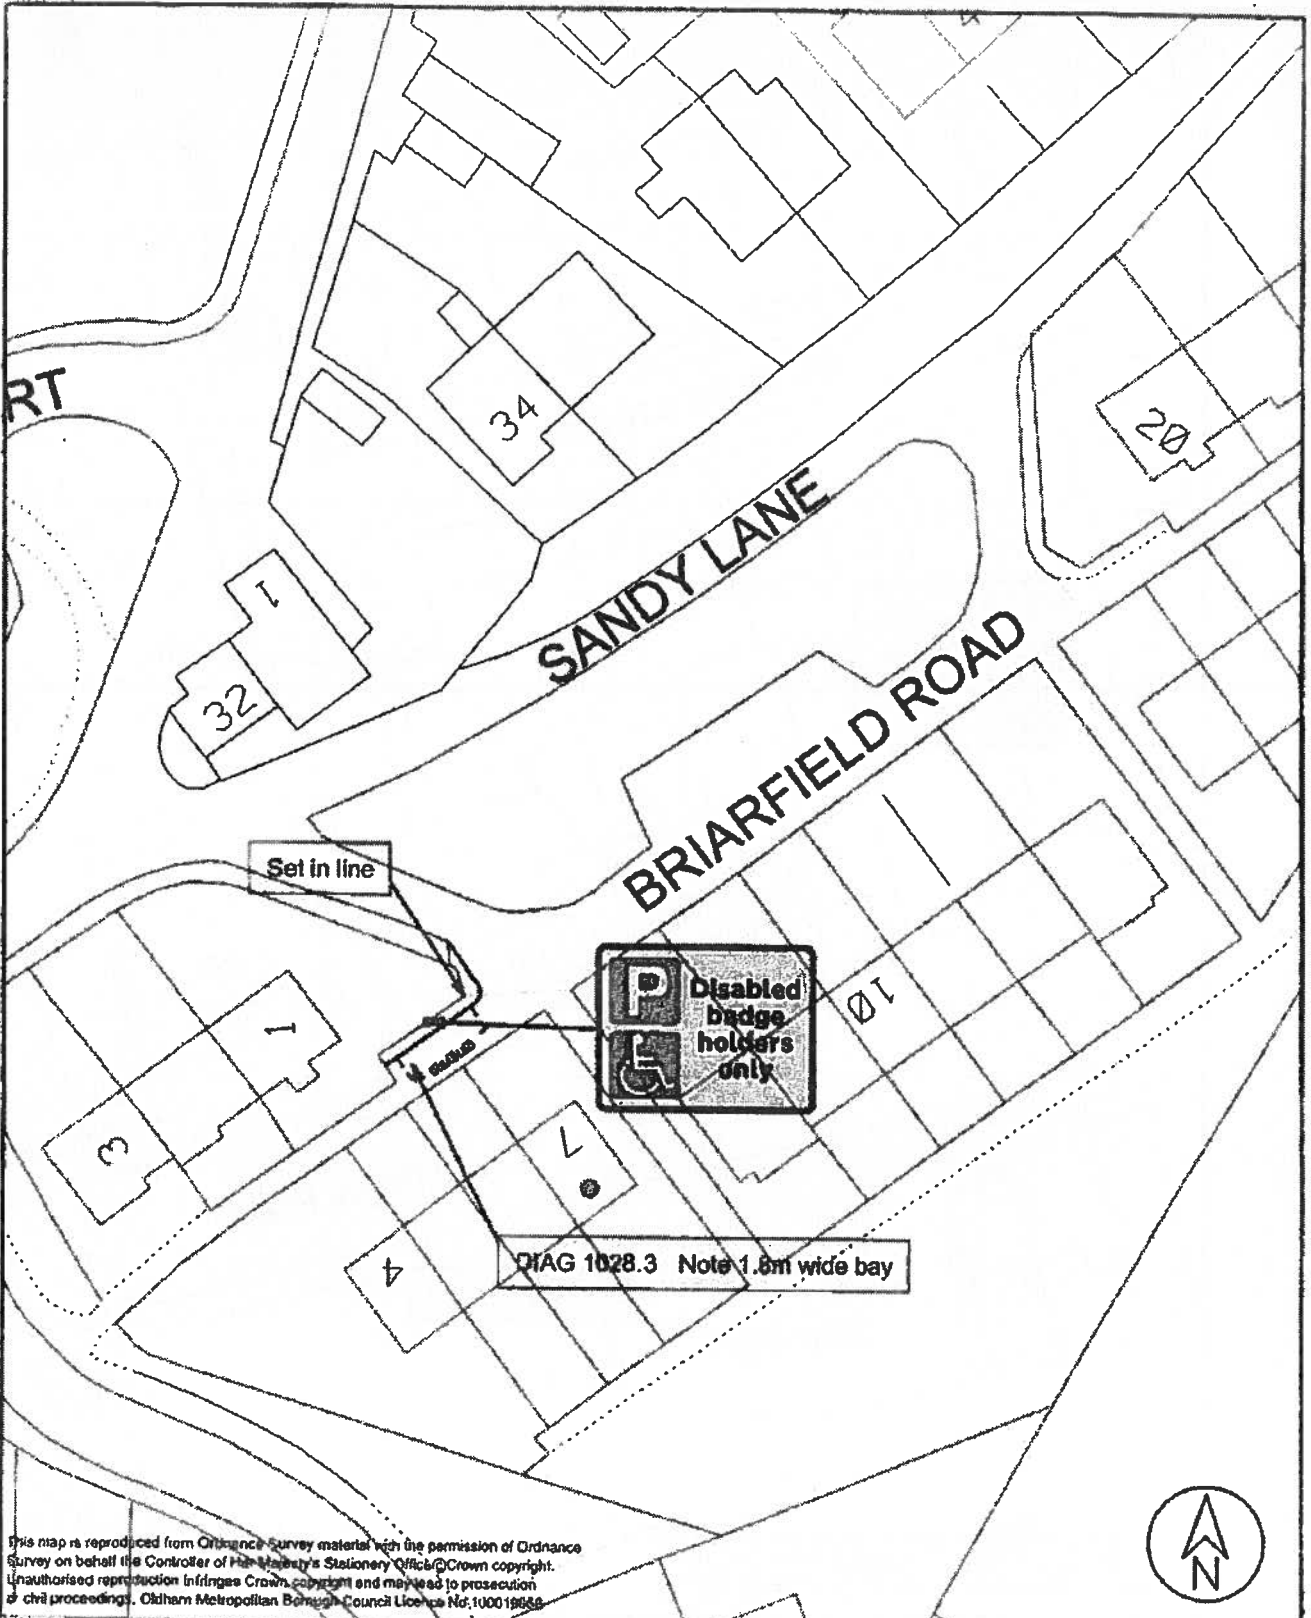 RT
34
20
SANDY LANE
1
32
BRIARFIELD ROAD
Set in line
P
Disabled
badge
holders
only
10
1
3
7
4
DIAG 1028.3 Note 1.8m wide bay
This map is reproduced from Ordnance Survey material with the permission of Ordnance
Survey on behalf the Controller of Her Majesty's Stationery Office © Crown copyright.
Unauthorised reproduction infringes Crown copyright and may lead to prosecution
or civil proceedings. Oldham Metropolitan Borough Council Licence No.
N